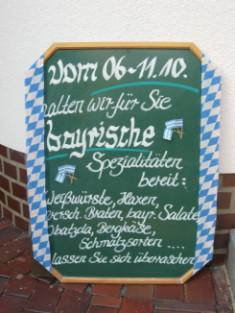 vom 06-11.10.
halten wir für Sie
bayrische
Spezialitäten
bereit:
Weißwürste, Haxen,
versch. Braten, bayr. Salate
Obatzda, Bergkäse,
Schmalzsorten ....
lassen Sie sich überraschen